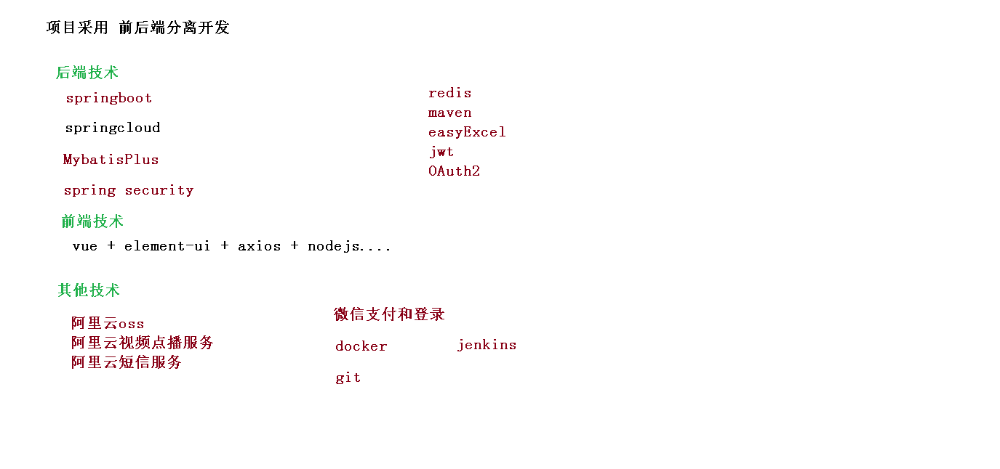 项目采用 前后端分离开发
后端技术
springboot
springcloud
MybatisPlus
spring security
redis
maven
easyExcel
jwt
OAuth2
前端技术
vue + element-ui + axios + nodejs....
其他技术
阿里云oss
阿里云视频点播服务
阿里云短信服务
微信支付和登录
docker
jenkins
git